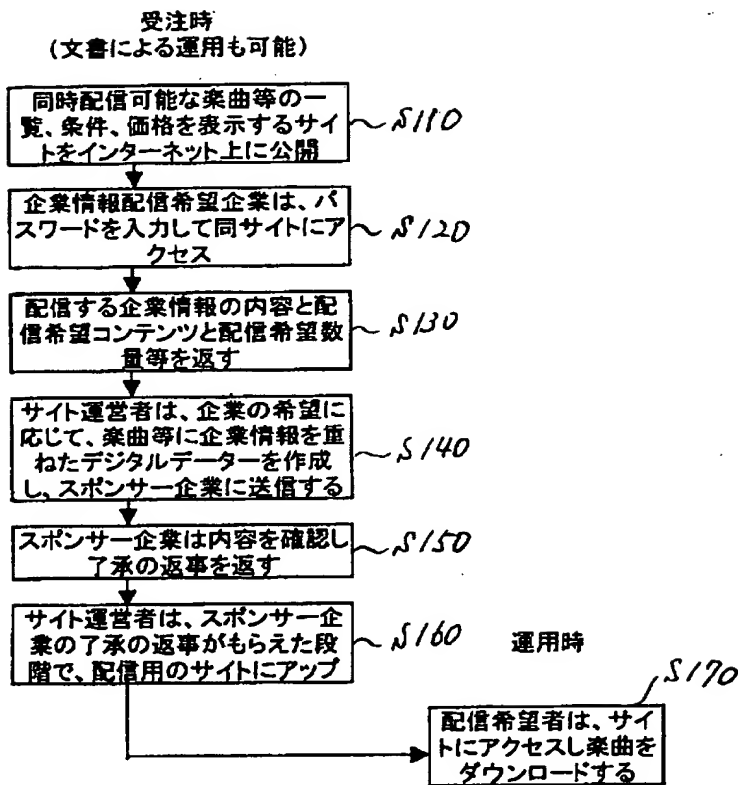 受注時
(文書による運用も可能)
同時配信可能な楽曲等の一
覧、条件、価格を表示するサイ
トをインターネット上に公開
S110
企業情報配信希望企業は、パ
スワードを入力して同サイトにア
クセス
S120
配信する企業情報の内容と配
信希望コンテンツと配信希望数
量等を返す
S130
サイト運営者は、企業の希望に
応じて、楽曲等に企業情報を重
ねたデジタルデーターを作成
し、スポンサー企業に送信する
S140
スポンサー企業は内容を確認し
了承の返事を返す
S150
サイト運営者は、スポンサー企
業の了承の返事がもらえた段
階で、配信用のサイトにアップ
S160
運用時
S170
配信希望者は、サイ
トにアクセスし楽曲を
ダウンロードする